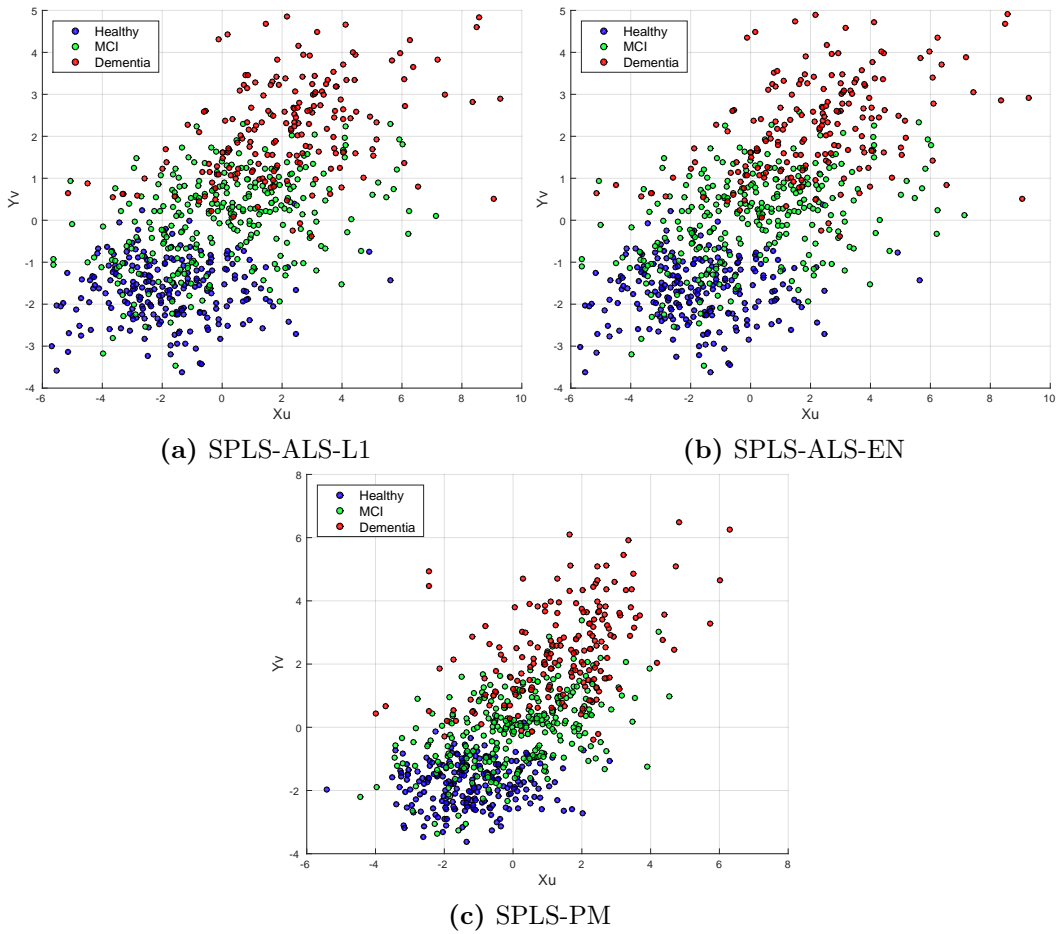 5
4
3
2
1
0
-1
-2
-3
-4
Yv
Healthy
MCI
Dementia
-6 -4 -2 0 2 4 6 8 10
Xu
(a) SPLS-ALS-L1
5
4
3
2
1
0
-1
-2
-3
-4
Yv
Healthy
MCI
Dementia
-6 -4 -2 0 2 4 6 8 10
Xu
(b) SPLS-ALS-EN
8
6
4
2
0
-2
-4
Yv
Healthy
MCI
Dementia
-6 -4 -2 0 2 4 6 8
Xu
(c) SPLS-PM